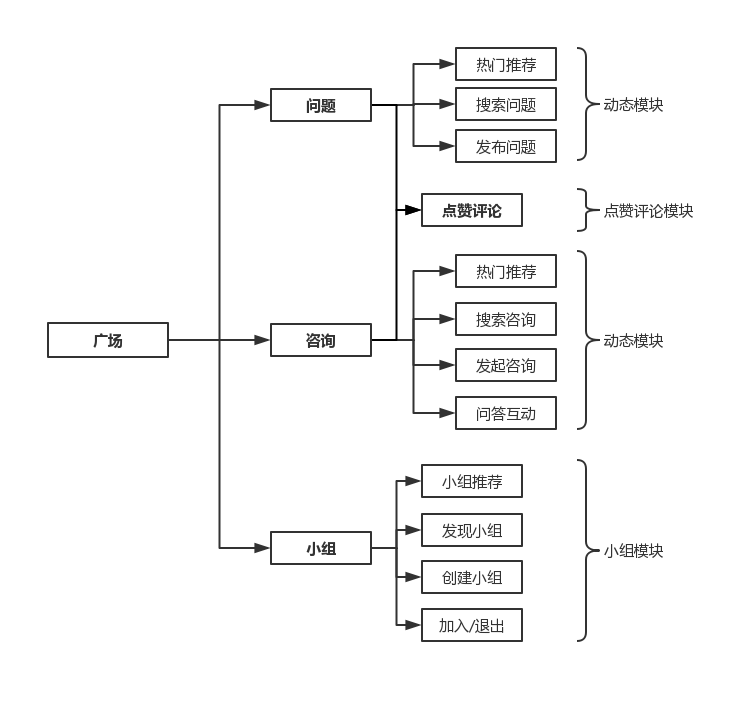 热门推荐
问题
搜索问题
动态模块
发布问题
点赞评论
点赞评论模块
热门推荐
搜索咨询
广场
咨询
动态模块
发起咨询
问答互动
小组推荐
发现小组
小组
小组模块
创建小组
加入/退出